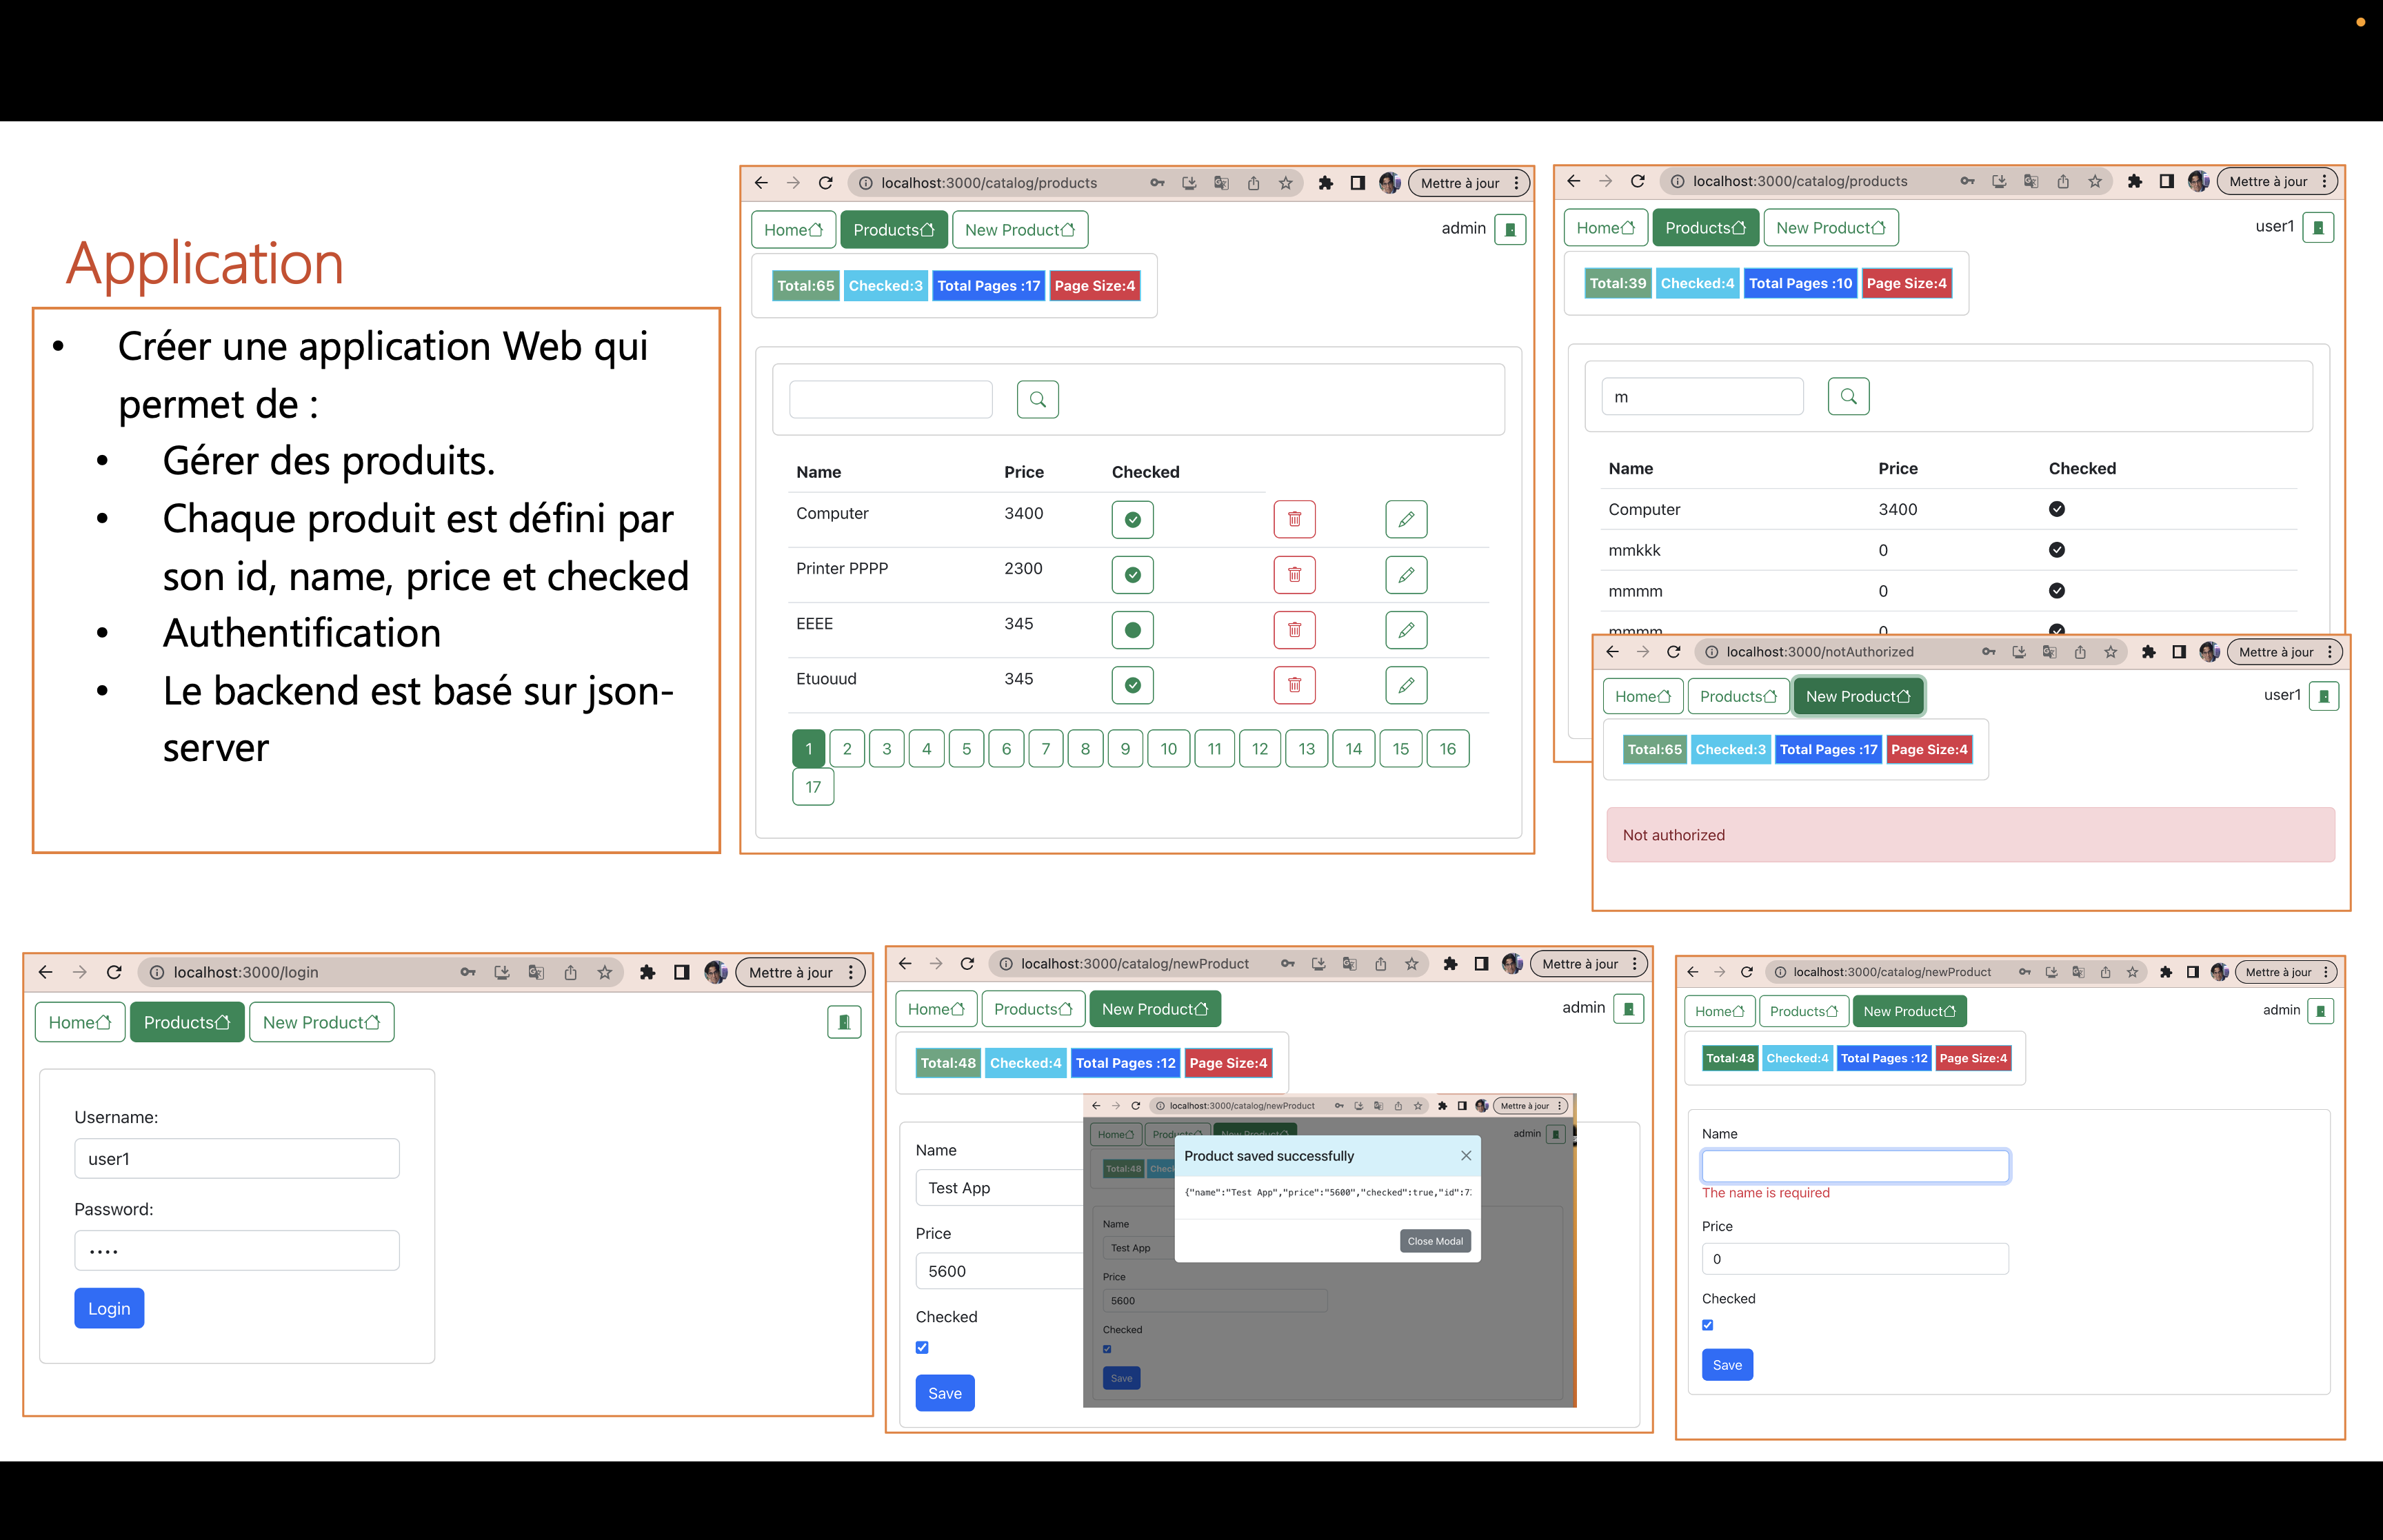 Application
• Créer une application Web qui
permet de :
• Gérer des produits.
• Chaque produit est défini par
son id, name, price et checked
• Authentification
• Le backend est basé sur json-
server
localhost:3000/catalog/products
Mettre à jour
Home Products New Product
admin
Total:65 Checked:3 Total Pages :17 Page Size:4
Name Price Checked
Computer 3400
Printer PPPP 2300
EEEE 345
Etuouud 345
1 2 3 4 5 6 7 8 9 10 11 12 13 14 15 16
17
localhost:3000/catalog/products
Mettre à jour
Home Products New Product
user1
Total:39 Checked:4 Total Pages :10 Page Size:4
m
Name Price Checked
Computer 3400
mmkkk 0
mmmm 0
mmmm 0
localhost:3000/notAuthorized
Mettre à jour
Home Products New Product
user1
Total:65 Checked:3 Total Pages :17 Page Size:4
Not authorized
localhost:3000/login
Mettre à jour
Home Products New Product
Username:
user1
Password:
••••
Login
localhost:3000/catalog/newProduct
Mettre à jour
Home Products New Product
admin
Total:48 Checked:4 Total Pages :12 Page Size:4
Name
Test App
Price
5600
Checked
Save
localhost:3000/catalog/newProduct
Mettre à jour
Home Products New Product
admin
Total:48
Product saved successfully
{"name":"Test App","price":"5600","checked":true,"id":7
Close Modal
Name
Test App
Price
5600
Checked
Save
localhost:3000/catalog/newProduct
Mettre à jour
Home Products New Product
admin
Total:48 Checked:4 Total Pages :12 Page Size:4
Name
The name is required
Price
0
Checked
Save